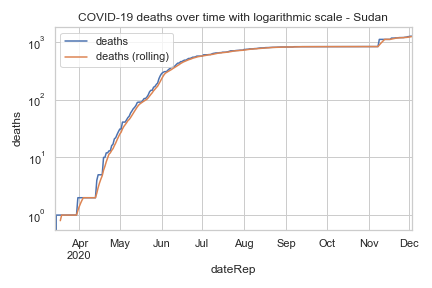 COVID-19 deaths over time with logarithmic scale - Sudan
deaths
deaths (rolling)
10³
10²
10¹
10⁰
deaths
Apr May Jun Jul Aug Sep Oct Nov Dec
2020
dateRep